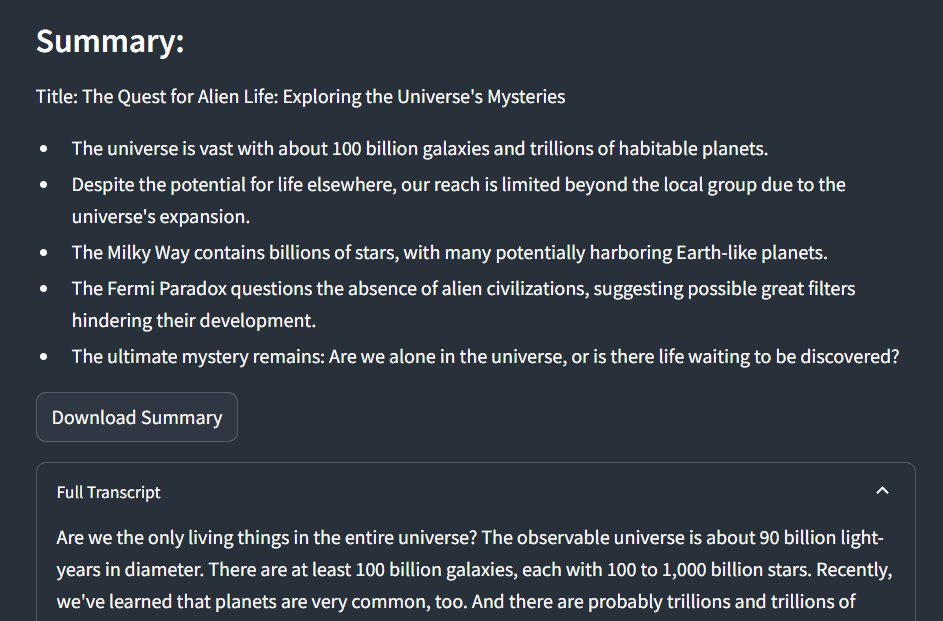 Summary:
Title: The Quest for Alien Life: Exploring the Universe's Mysteries
• The universe is vast with about 100 billion galaxies and trillions of habitable planets.
• Despite the potential for life elsewhere, our reach is limited beyond the local group due to the
universe's expansion.
• The Milky Way contains billions of stars, with many potentially harboring Earth-like planets.
• The Fermi Paradox questions the absence of alien civilizations, suggesting possible great filters
hindering their development.
• The ultimate mystery remains: Are we alone in the universe, or is there life waiting to be discovered?
Download Summary
Full Transcript
Are we the only living things in the entire universe? The observable universe is about 90 billion light-
years in diameter. There are at least 100 billion galaxies, each with 100 to 1,000 billion stars. Recently,
we've learned that planets are very common, too. And there are probably trillions and trillions of